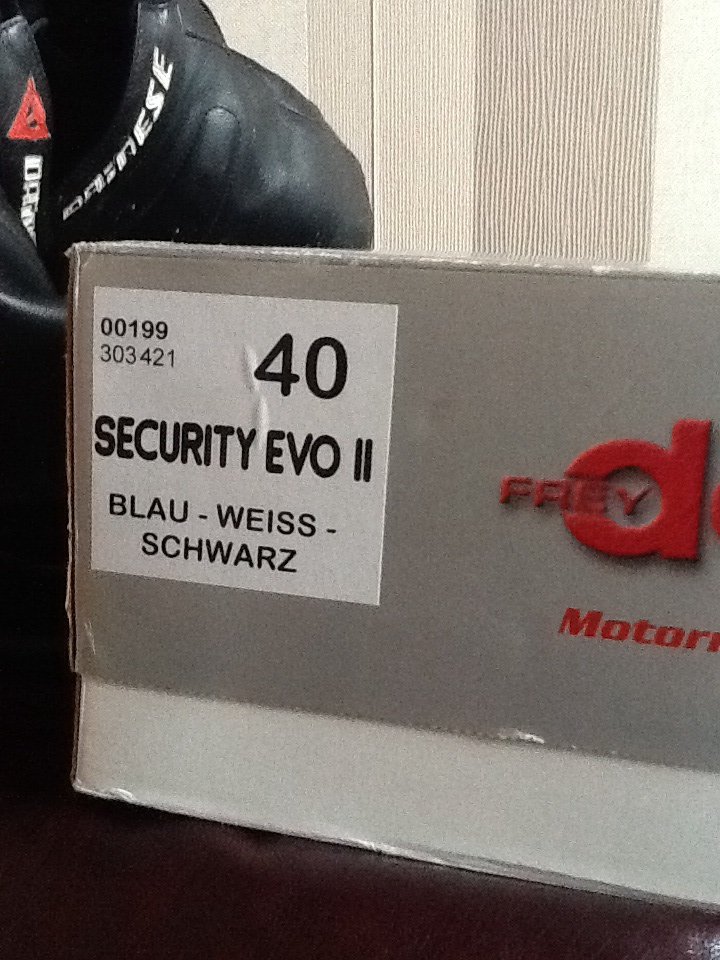 DAINESE
00199
303421
40
SECURITY EVO II
BLAU - WEISS -
SCHWARZ
FREY